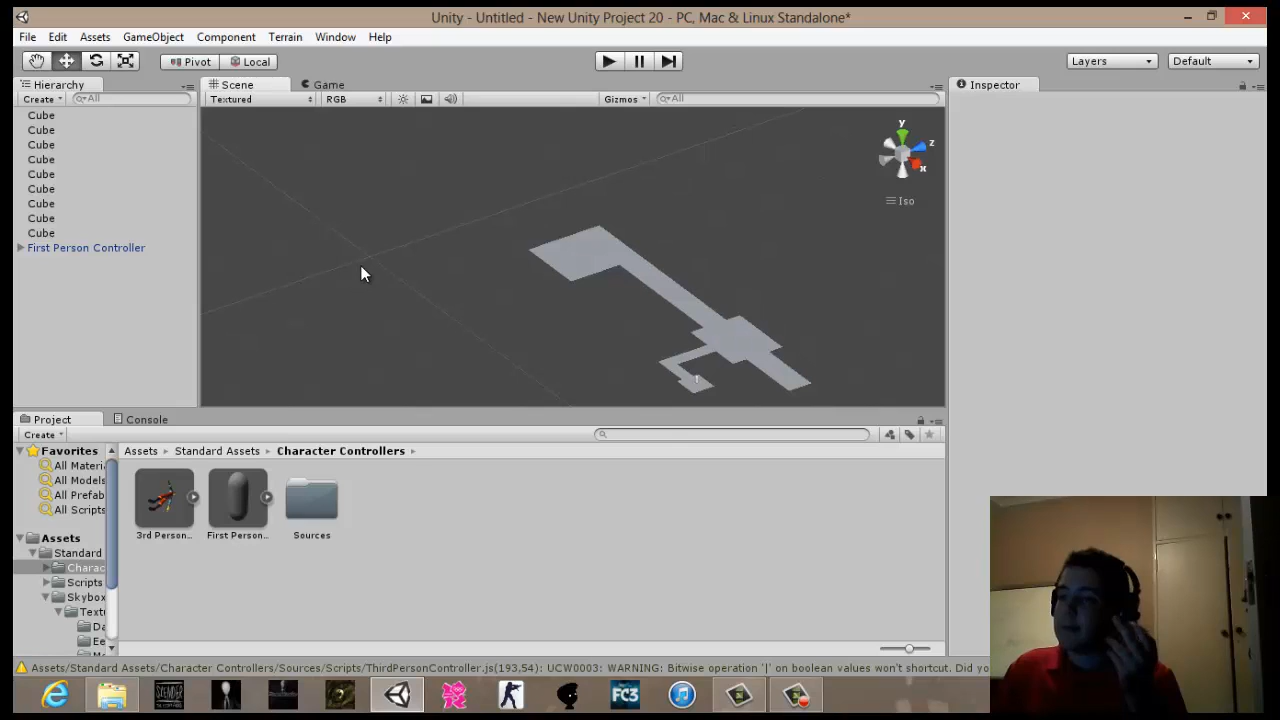 Unity - Untitled - New Unity Project 20 - PC, Mac & Linux Standalone*
File Edit Assets GameObject Component Terrain Window Help
Pivot Local Layers Default
Hierarchy Scene Game Inspector
Create All Textured RGB Gizmos All
Cube
Cube
Cube
Cube
Cube
Cube
Cube
Cube
Cube
First Person Controller
y
z
x
Iso
Project Console
Create
Favorites
All Materi
All Models
All Prefab
All Scripts
Assets
Standard
Charac
Scripts
Skybox
Textu
Da
Ee
Assets Standard Assets Character Controllers
3rd Person... First Person... Sources
Assets/Standard Assets/Character Controllers/Sources/Scripts/ThirdPersonController.js(193,54): UCW0003: WARNING: Bitwise operation '|' on boolean values won't shortcut. Did yo
FC3